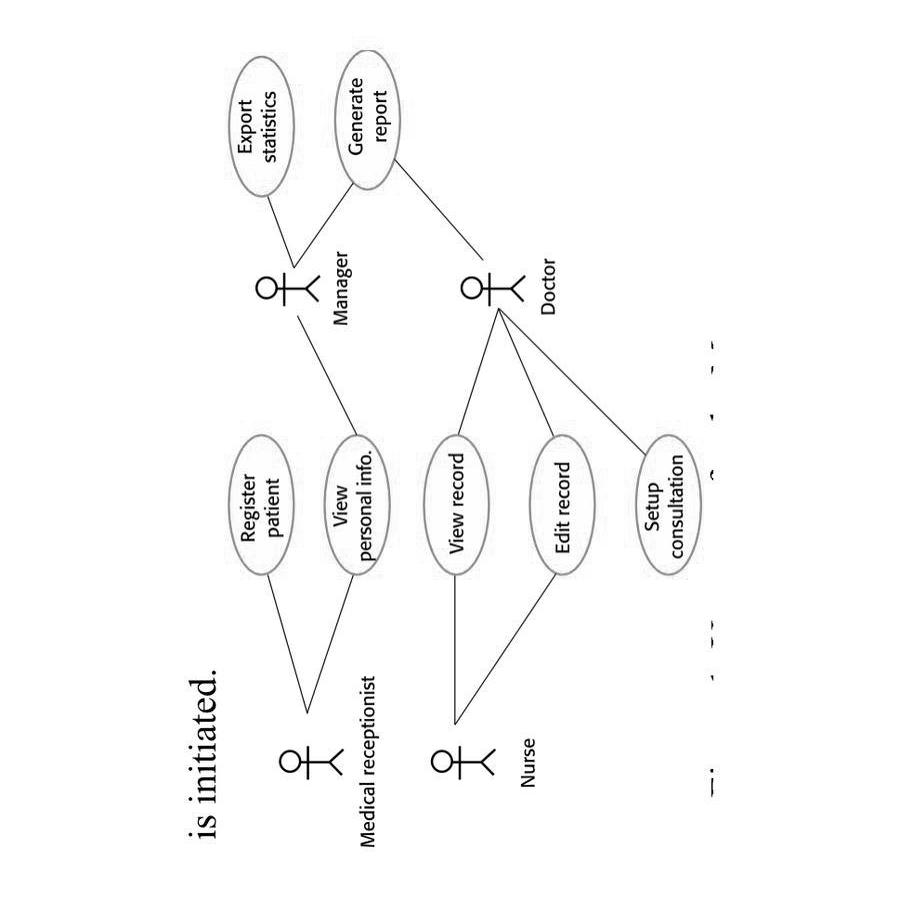 is initiated.
Register
patient
Export
statistics
Manager
Medical receptionist
View
personal info.
Generate
report
View record
Nurse
Doctor
Edit record
Setup
consultation